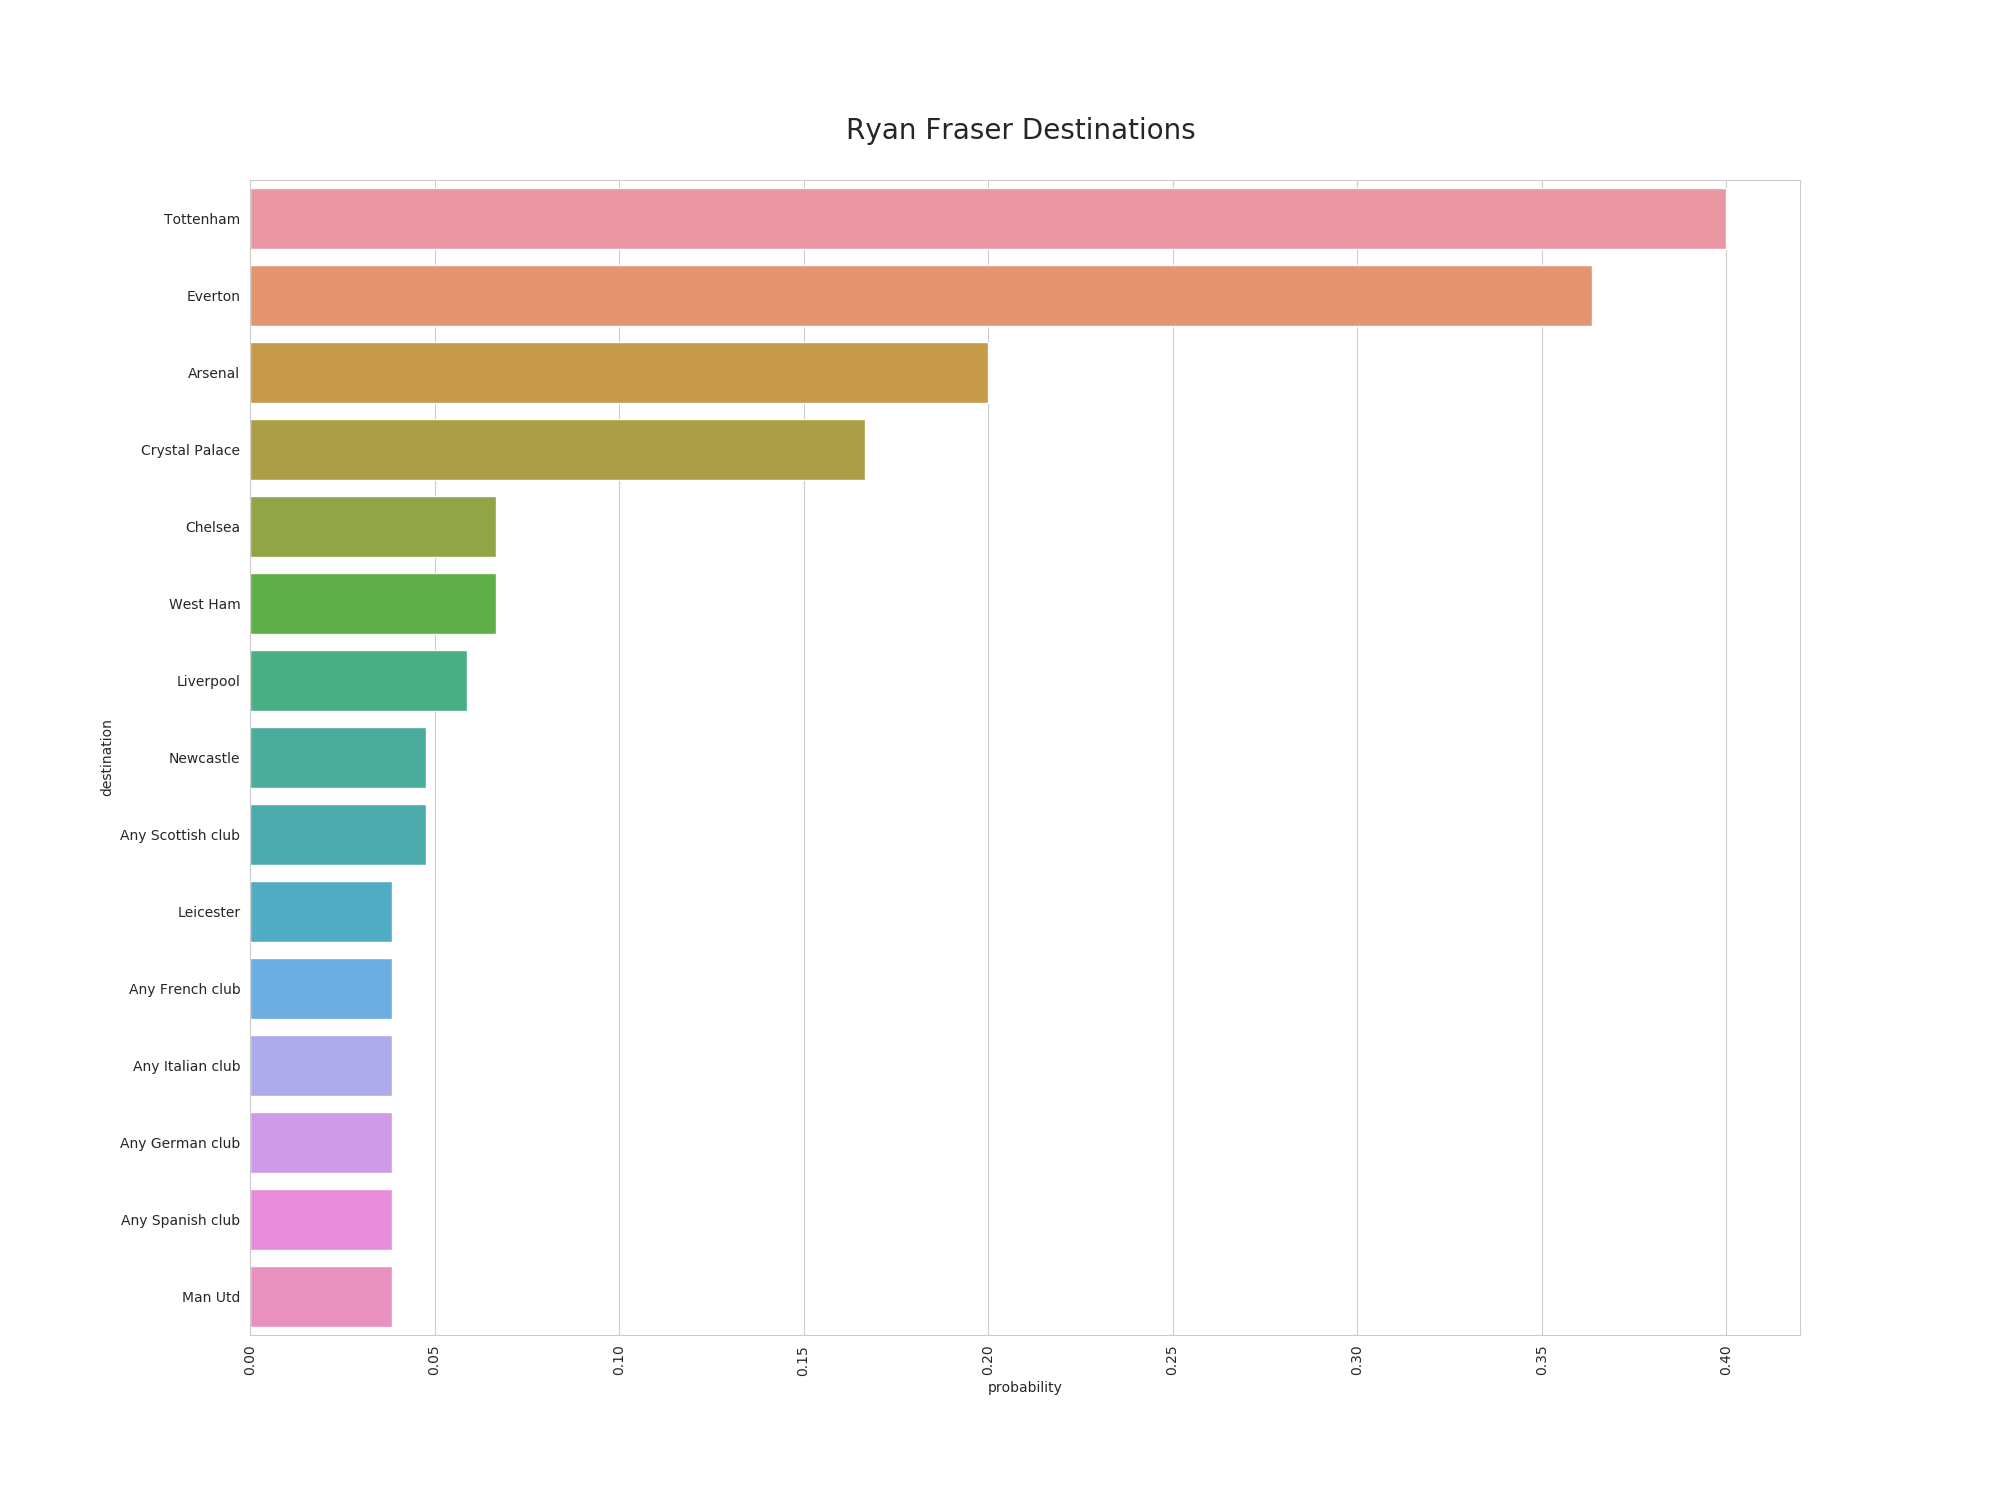 Ryan Fraser Destinations
destination
Tottenham
Everton
Arsenal
Crystal Palace
Chelsea
West Ham
Liverpool
Newcastle
Any Scottish club
Leicester
Any French club
Any Italian club
Any German club
Any Spanish club
Man Utd
0.00 0.05 0.10 0.15 0.20 0.25 0.30 0.35 0.40
probability